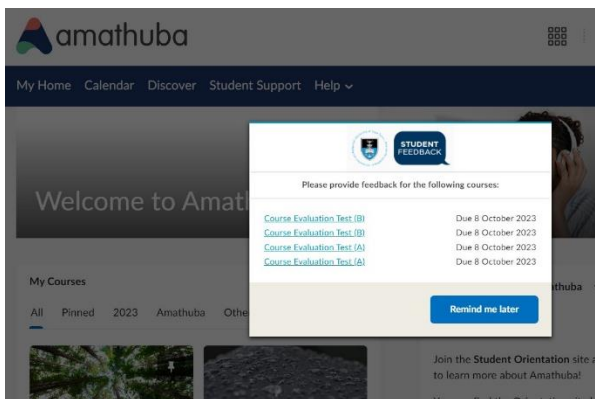 amathuba
My Home Calendar Discover Student Support Help
Welcome to Amath
STUDENT
FEEDBACK
Please provide feedback for the following courses:
Course Evaluation Test (B) Due 8 October 2023
Course Evaluation Test (B) Due 8 October 2023
Course Evaluation Test (A) Due 8 October 2023
Course Evaluation Test (A) Due 8 October 2023
Remind me later
My Courses
All Pinned 2023 Amathuba Othe
thuba
Join the Student Orientation site a
to learn more about Amathuba!